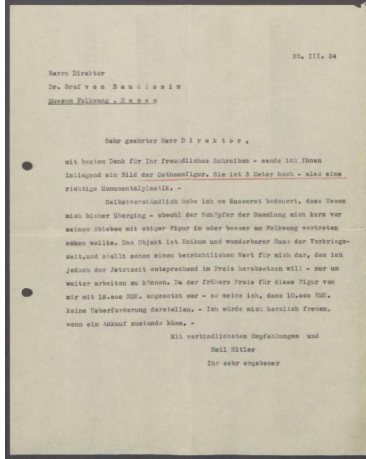 22. III. 34
Herrn Direktor
Dr. Graf von Baudissin
Museum Folkwang, Essen
Sehr geehrter Herr Direktor,
mit bestem Dank für Ihr freundliches Schreiben - sende ich Ihnen
inliegend ein Bild der Osthausfigur. Sie ist 3 Meter hoch - also eine
richtige Monumentalplastik. -
Selbstverständlich habe ich es äusserst bedauert, dass Essen
mich bisher überging - obwohl der Schöpfer der Sammlung mich kurz vor
seinem Ableben mit obiger Figur im oder besser am Folkwang vertreten
sehen wollte. Das Objekt ist Unikum und wunderbarer Guss der Vorkriegs-
zeit, und stellt schon einen beträchtlichen Wert für mich dar, den ich
jedoch der Jetztzeit entsprechend im Preise herabsetzen will - nur um
weiter arbeiten zu können. Da der frühere Preis für diese Figur von
mir mit 18.000 RMK. angesetzt war - so meine ich, dass 10.000 RMK.
keine Ueberforderung darstellen. - Ich würde mich herzlich freuen,
wenn ein Ankauf zustande käme. -
Mit verbindlichsten Empfehlungen und
Heil Hitler
Ihr sehr ergebener